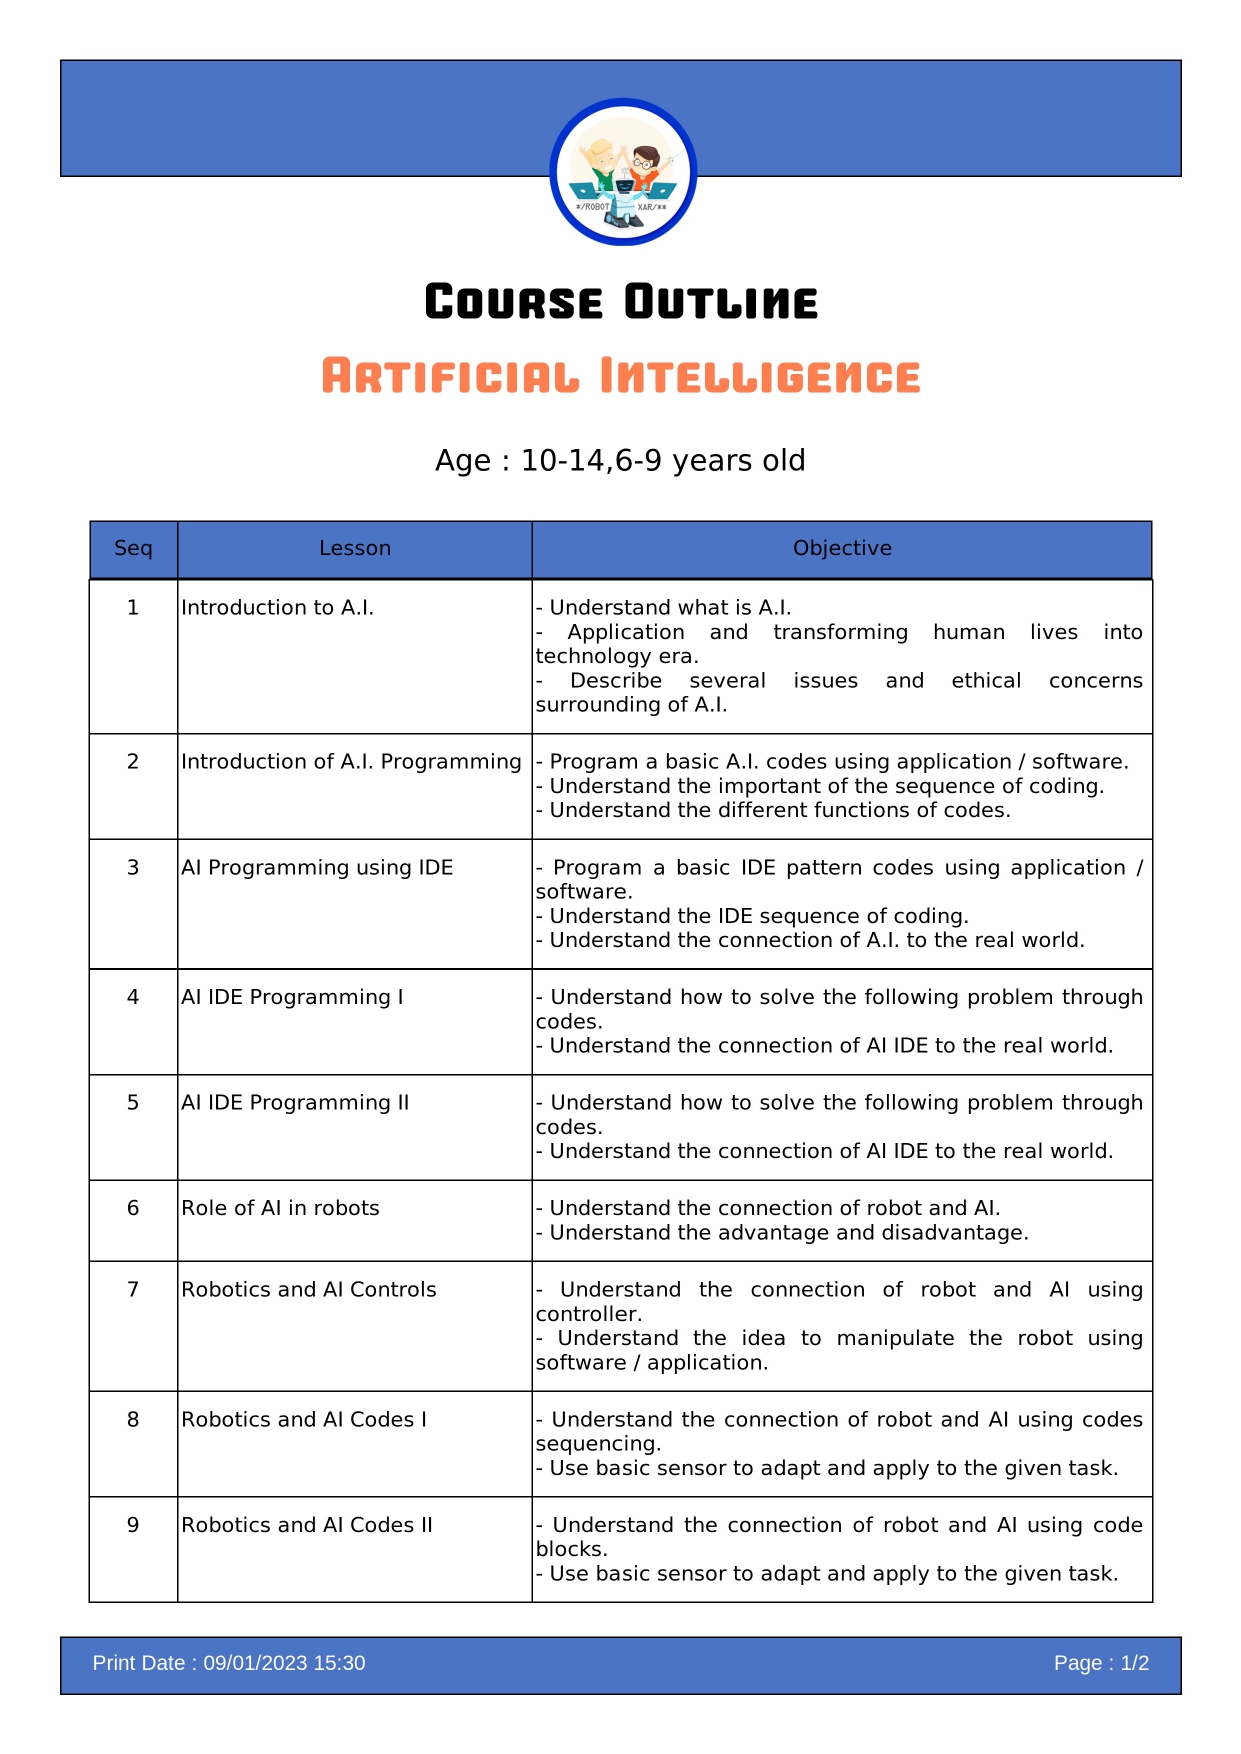 */ROBOT XAR/**
Course Outline
Artificial Intelligence
Age : 10-14,6-9 years old
Seq Lesson Objective
1 Introduction to A.I. - Understand what is A.I.
- Application and transforming human lives into
technology era.
- Describe several issues and ethical concerns
surrounding of A.I.
2 Introduction of A.I. Programming - Program a basic A.I. codes using application / software.
- Understand the important of the sequence of coding.
- Understand the different functions of codes.
3 AI Programming using IDE - Program a basic IDE pattern codes using application /
software.
- Understand the IDE sequence of coding.
- Understand the connection of A.I. to the real world.
4 AI IDE Programming I - Understand how to solve the following problem through
codes.
- Understand the connection of AI IDE to the real world.
5 AI IDE Programming II - Understand how to solve the following problem through
codes.
- Understand the connection of AI IDE to the real world.
6 Role of AI in robots - Understand the connection of robot and AI.
- Understand the advantage and disadvantage.
7 Robotics and AI Controls - Understand the connection of robot and AI using
controller.
- Understand the idea to manipulate the robot using
software / application.
8 Robotics and AI Codes I - Understand the connection of robot and AI using codes
sequencing.
- Use basic sensor to adapt and apply to the given task.
9 Robotics and AI Codes II - Understand the connection of robot and AI using code
blocks.
- Use basic sensor to adapt and apply to the given task.
Print Date : 09/01/2023 15:30 Page : 1/2